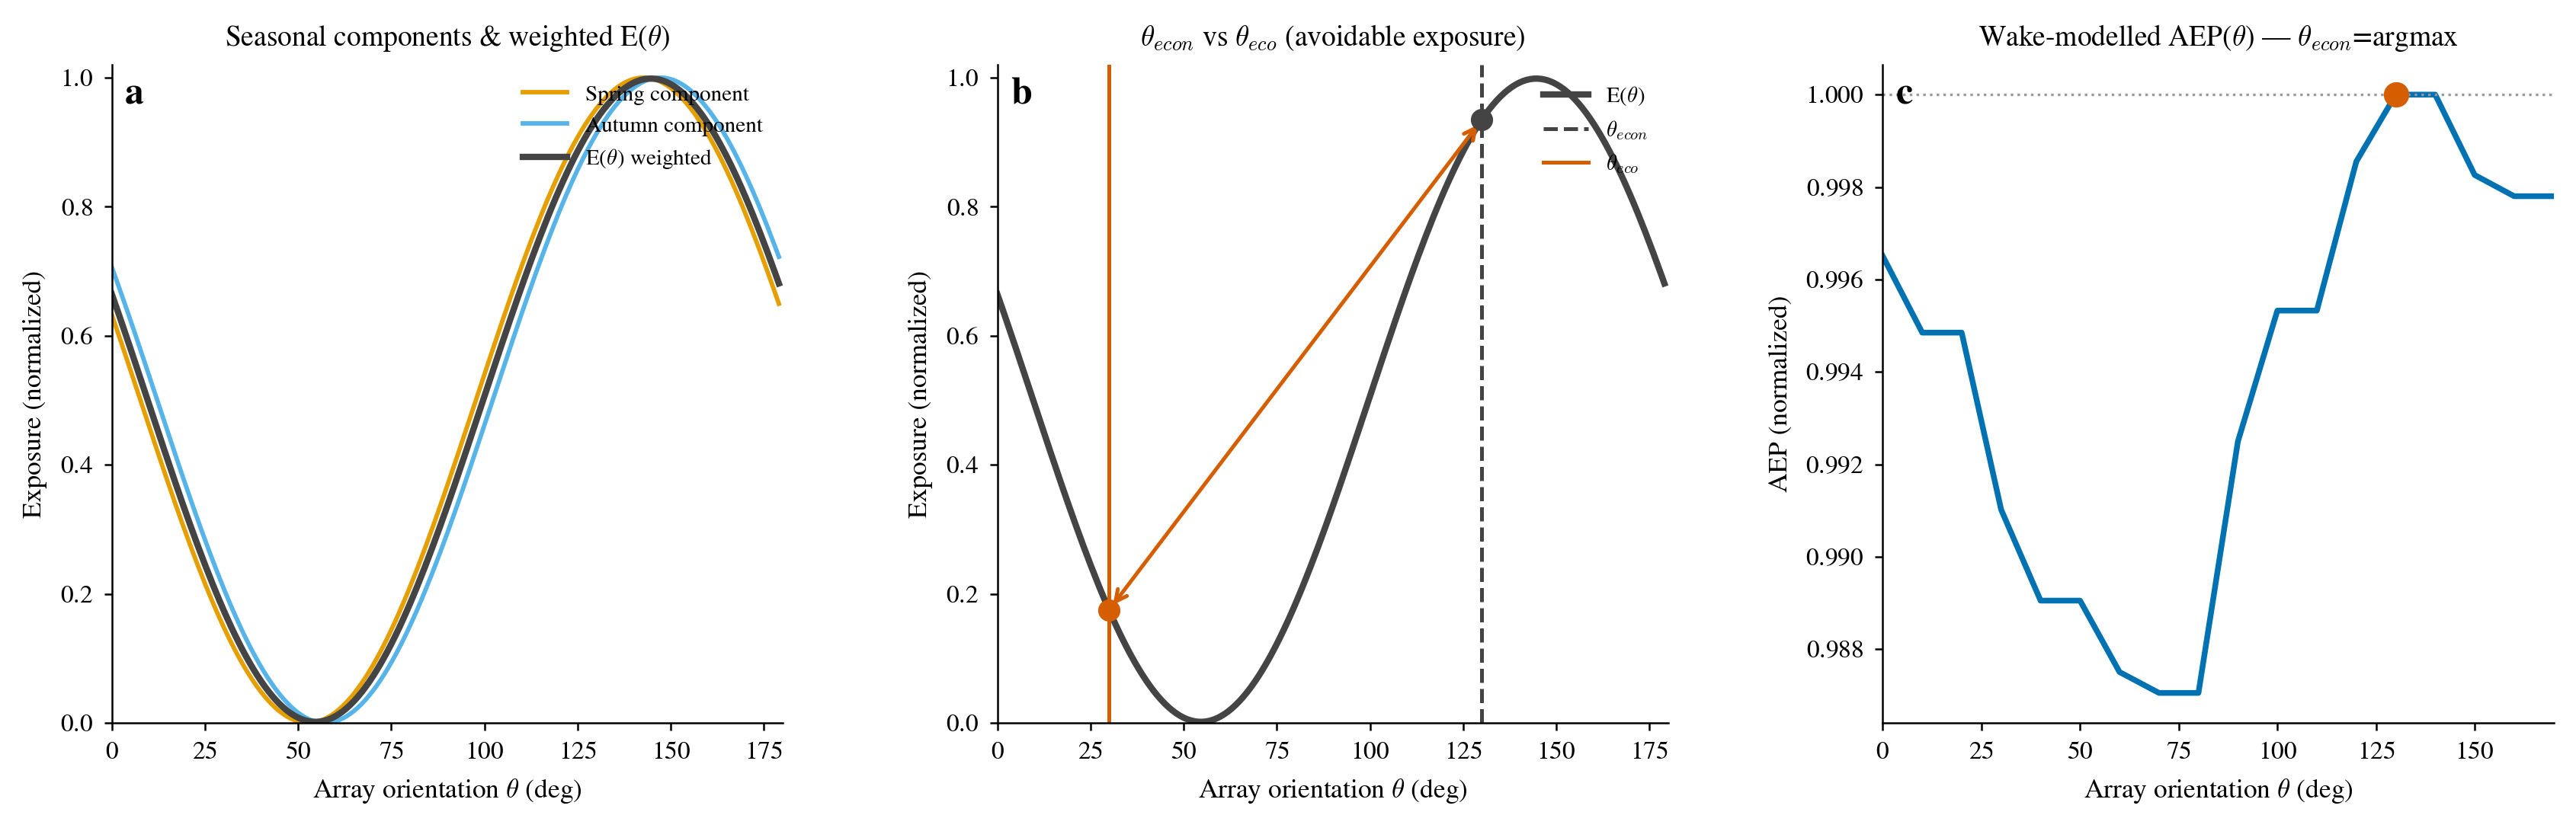 Seasonal components & weighted E(θ)
a
Spring component
Autumn component
E(θ) weighted
Exposure (normalized)
1.0
0.8
0.6
0.4
0.2
0.0
0 25 50 75 100 125 150 175
Array orientation θ (deg)
θecon vs θeco (avoidable exposure)
b
E(θ)
θecon
θeco
Exposure (normalized)
1.0
0.8
0.6
0.4
0.2
0.0
0 25 50 75 100 125 150 175
Array orientation θ (deg)
Wake-modelled AEP(θ) — θecon=argmax
c
AEP (normalized)
1.000
0.998
0.996
0.994
0.992
0.990
0.988
0 25 50 75 100 125 150
Array orientation θ (deg)